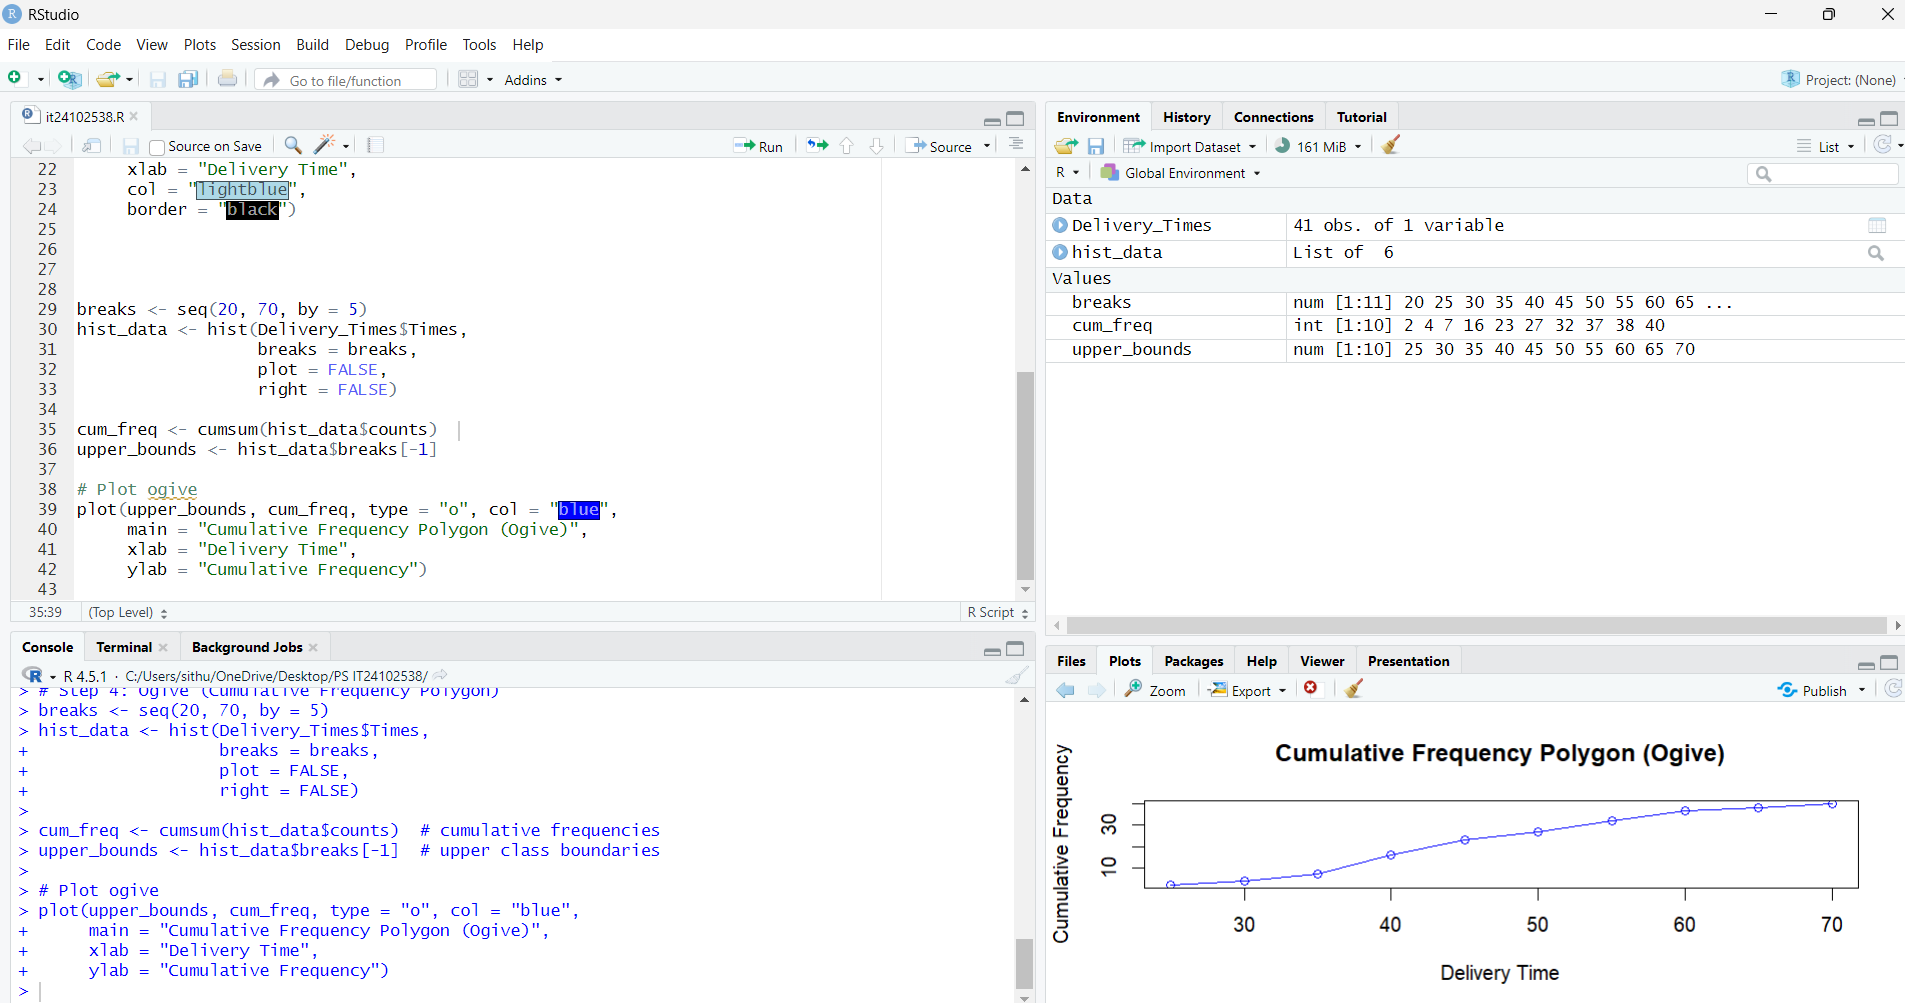 RStudio
File Edit Code View Plots Session Build Debug Profile Tools Help
Go to file/function Addins Project: (None)
it24102538.R
Source on Save Run Source
22 xlab = "Delivery Time",
23 col = "lightblue",
24 border = "black")
25
26
27
28
29 breaks <- seq(20, 70, by = 5)
30 hist_data <- hist(Delivery_Times$Times,
31 breaks = breaks,
32 plot = FALSE,
33 right = FALSE)
34
35 cum_freq <- cumsum(hist_data$counts)
36 upper_bounds <- hist_data$breaks[-1]
37
38 # Plot ogive
39 plot(upper_bounds, cum_freq, type = "o", col = "blue",
40 main = "Cumulative Frequency Polygon (Ogive)",
41 xlab = "Delivery Time",
42 ylab = "Cumulative Frequency")
43
35:39 (Top Level) R Script
Console Terminal Background Jobs
R 4.5.1 · C:/Users/sithu/OneDrive/Desktop/PS IT24102538/
> # Step 4: Ogive (Cumulative Frequency Polygon)
> breaks <- seq(20, 70, by = 5)
> hist_data <- hist(Delivery_Times$Times,
+ breaks = breaks,
+ plot = FALSE,
+ right = FALSE)
>
> cum_freq <- cumsum(hist_data$counts) # cumulative frequencies
> upper_bounds <- hist_data$breaks[-1] # upper class boundaries
>
> # Plot ogive
> plot(upper_bounds, cum_freq, type = "o", col = "blue",
+ main = "Cumulative Frequency Polygon (Ogive)",
+ xlab = "Delivery Time",
+ ylab = "Cumulative Frequency")
>
Environment History Connections Tutorial
Import Dataset 161 MiB List
R Global Environment
Data
Delivery_Times 41 obs. of 1 variable
hist_data List of 6
Values
breaks num [1:11] 20 25 30 35 40 45 50 55 60 65 ...
cum_freq int [1:10] 2 4 7 16 23 27 32 37 38 40
upper_bounds num [1:10] 25 30 35 40 45 50 55 60 65 70
Files Plots Packages Help Viewer Presentation
Zoom Export Publish
Cumulative Frequency Polygon (Ogive)
Cumulative Frequency
30
10
30 40 50 60 70
Delivery Time